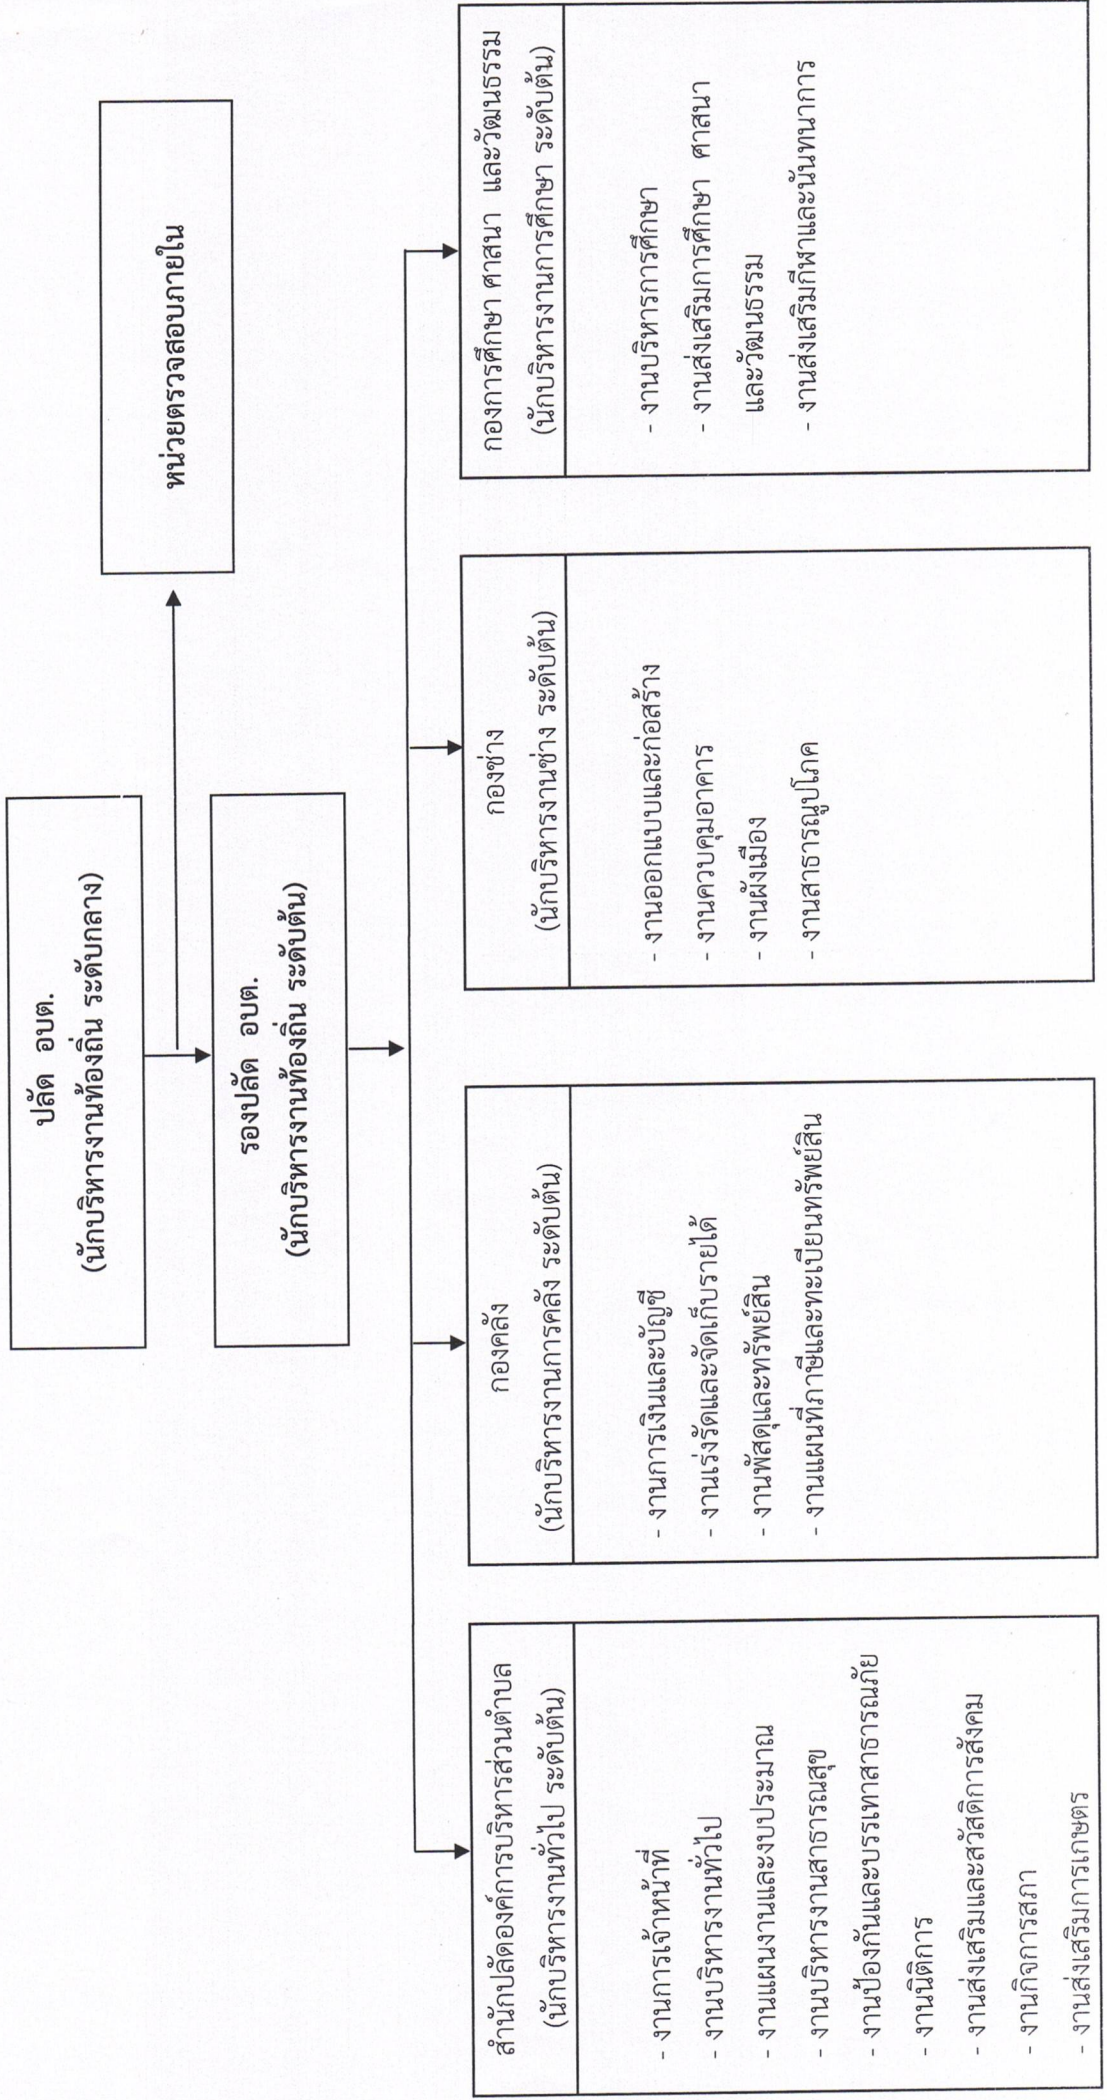 ปลัด อบต.
(นักบริหารงานท้องถิ่น ระดับกลาง)
หน่วยตรวจสอบภายใน
รองปลัด อบต.
(นักบริหารงานท้องถิ่น ระดับต้น)
สำนักปลัดองค์การบริหารส่วนตำบล
(นักบริหารงานทั่วไป ระดับต้น)
- งานการเจ้าหน้าที่
- งานบริหารงานทั่วไป
- งานแผนงานและงบประมาณ
- งานบริหารงานสาธารณสุข
- งานป้องกันและบรรเทาสาธารณภัย
- งานนิติการ
- งานส่งเสริมและสวัสดิการสังคม
- งานกิจการสภา
- งานส่งเสริมการเกษตร
กองคลัง
(นักบริหารงานการคลัง ระดับต้น)
- งานการเงินและบัญชี
- งานเร่งรัดและจัดเก็บรายได้
- งานพัสดุและทรัพย์สิน
- งานแผนที่ภาษีและทะเบียนทรัพย์สิน
กองช่าง
(นักบริหารงานช่าง ระดับต้น)
- งานออกแบบและก่อสร้าง
- งานควบคุมอาคาร
- งานผังเมือง
- งานสาธารณูปโภค
กองการศึกษา ศาสนา และวัฒนธรรม
(นักบริหารงานการศึกษา ระดับต้น)
- งานบริหารการศึกษา
- งานส่งเสริมการศึกษา ศาสนา
และวัฒนธรรม
- งานส่งเสริมกีฬาและนันทนาการ